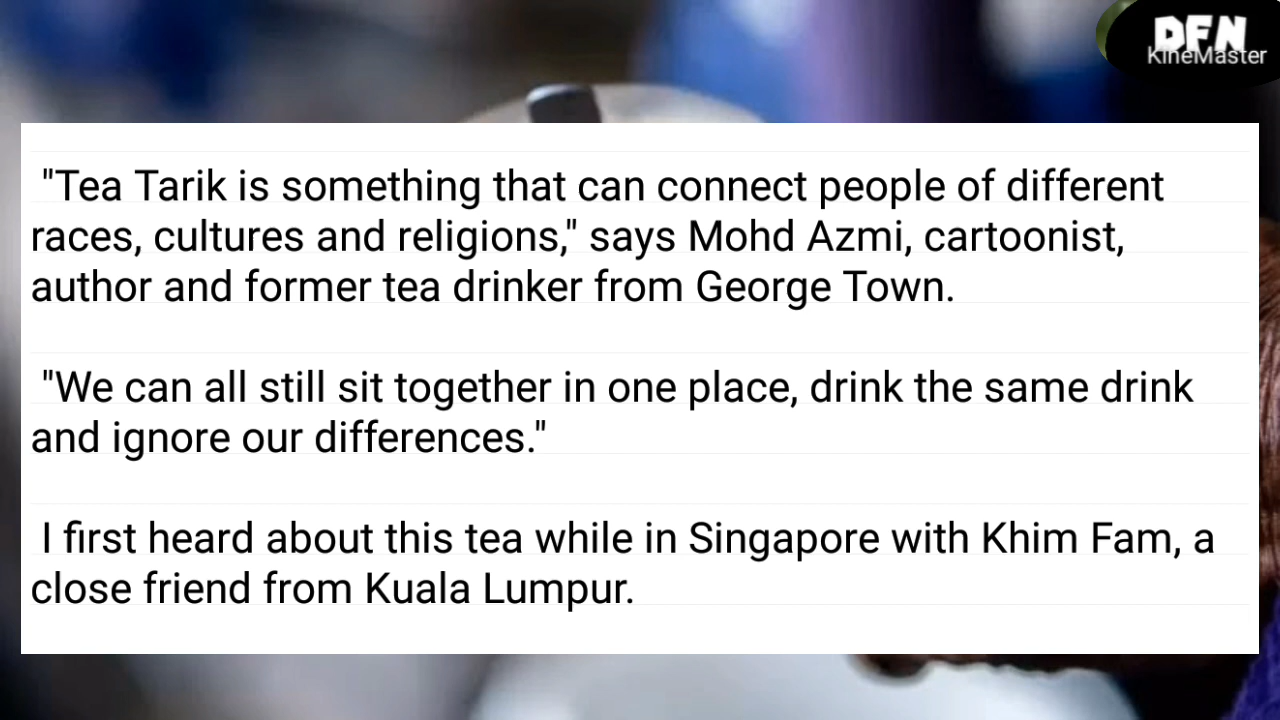 DFN
KineMaster
"Tea Tarik is something that can connect people of different
races, cultures and religions," says Mohd Azmi, cartoonist,
author and former tea drinker from George Town.
"We can all still sit together in one place, drink the same drink
and ignore our differences."
I first heard about this tea while in Singapore with Khim Fam, a
close friend from Kuala Lumpur.